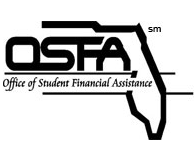 OSFA
sm
Office of Student Financial Assistance